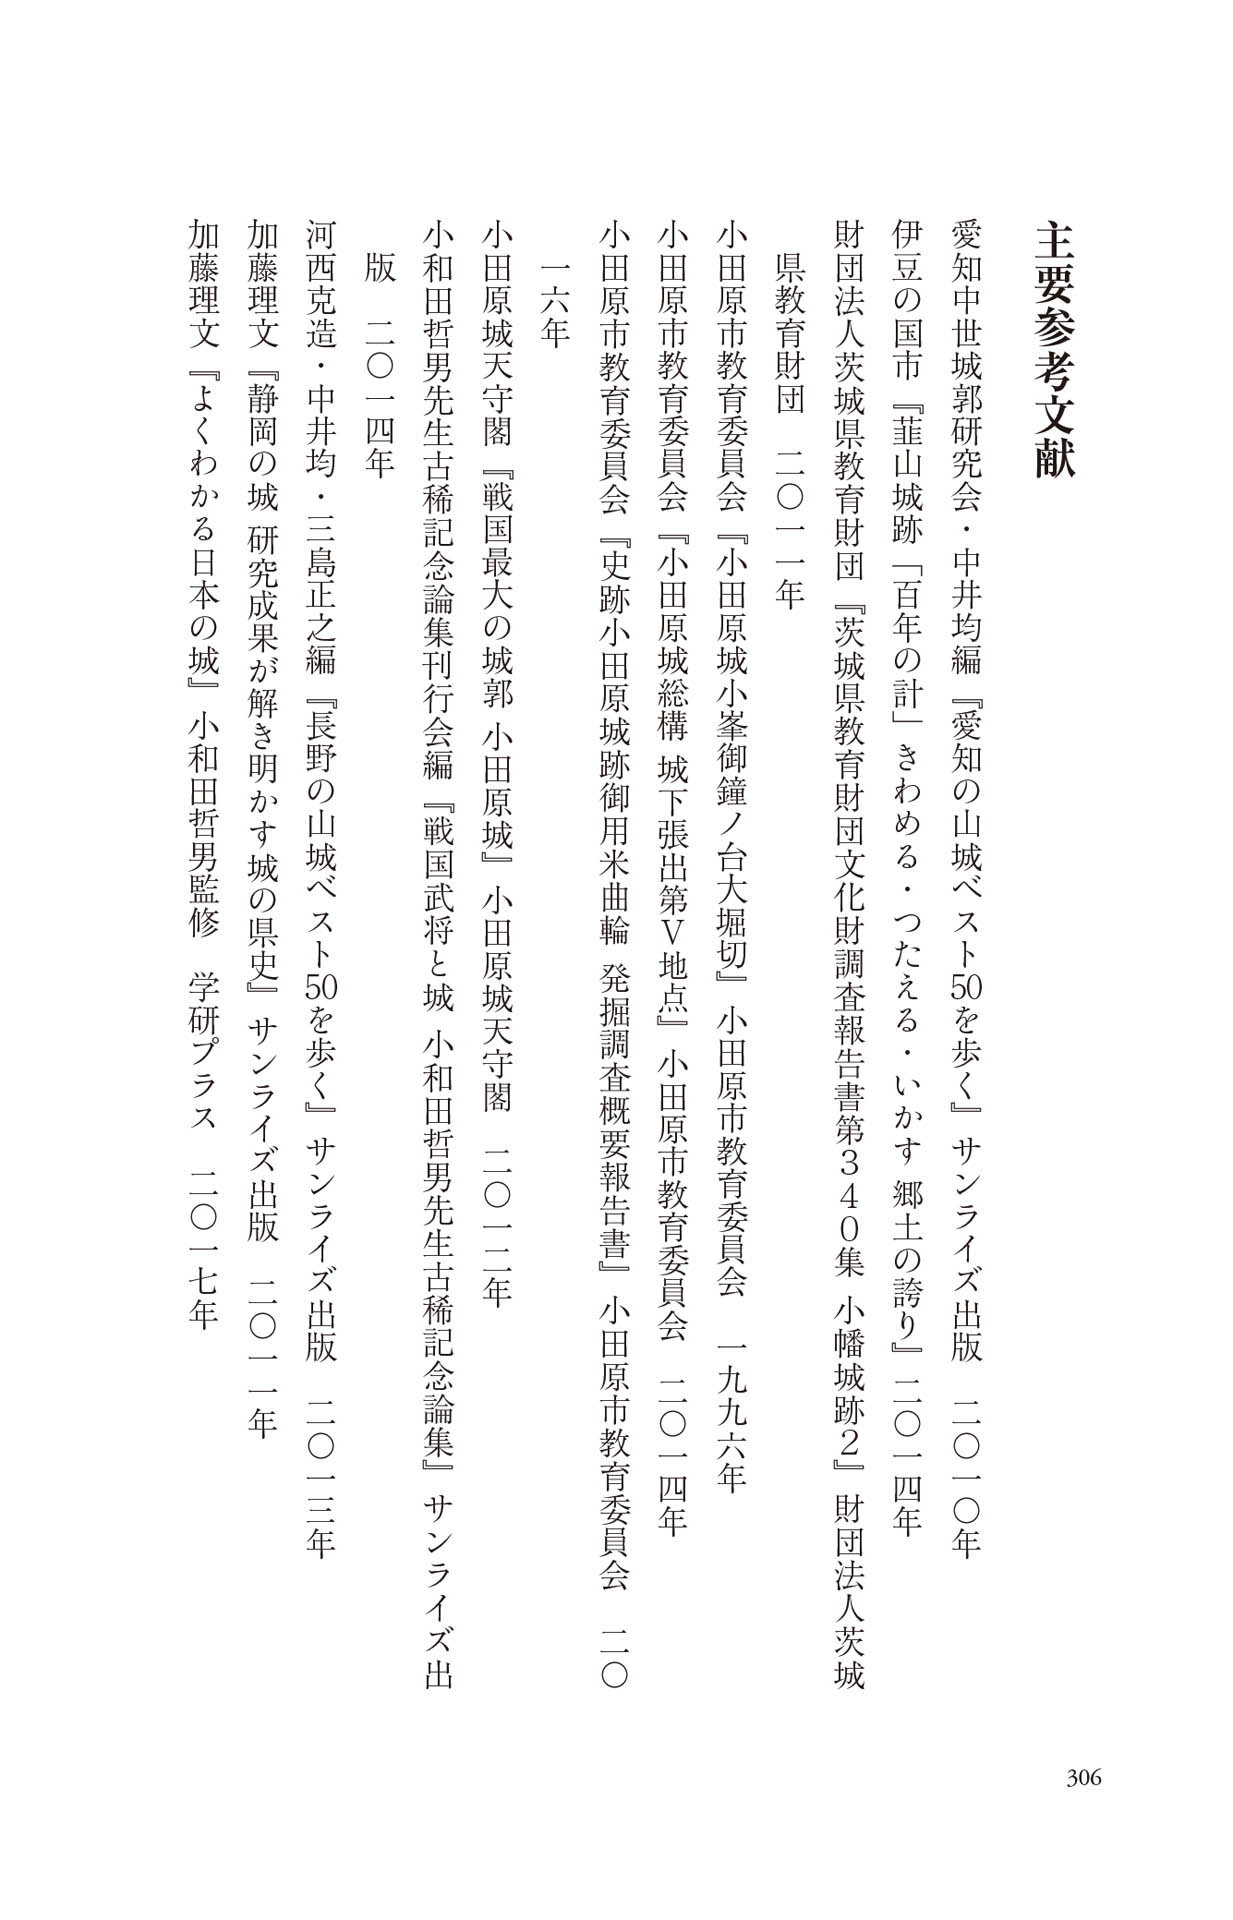 主要参考文献
愛知中世城郭研究会・中井均編『愛知の山城ベスト50を歩く』サンライズ出版　二〇一〇年
伊豆の国市『韮山城跡「百年の計」きわめる・つたえる・いかす 郷土の誇り』二〇一四年
財団法人茨城県教育財団『茨城県教育財団文化財調査報告書第３４０集 小幡城跡２』財団法人茨城
県教育財団　二〇一一年
小田原市教育委員会『小田原城小峯御鐘ノ台大堀切』小田原市教育委員会　一九九六年
小田原市教育委員会『小田原城総構 城下張出第Ⅴ地点』小田原市教育委員会　二〇一四年
小田原市教育委員会『史跡小田原城跡御用米曲輪 発掘調査概要報告書』小田原市教育委員会　二〇
一六年
小田原城天守閣『戦国最大の城郭 小田原城』小田原城天守閣　二〇一二年
小和田哲男先生古稀記念論集刊行会編『戦国武将と城 小和田哲男先生古稀記念論集』サンライズ出
版　二〇一四年
河西克造・中井均・三島正之編『長野の山城ベスト50を歩く』サンライズ出版　二〇一三年
加藤理文『静岡の城 研究成果が解き明かす城の県史』サンライズ出版　二〇一一年
加藤理文『よくわかる日本の城』小和田哲男監修　学研プラス　二〇一七年
306